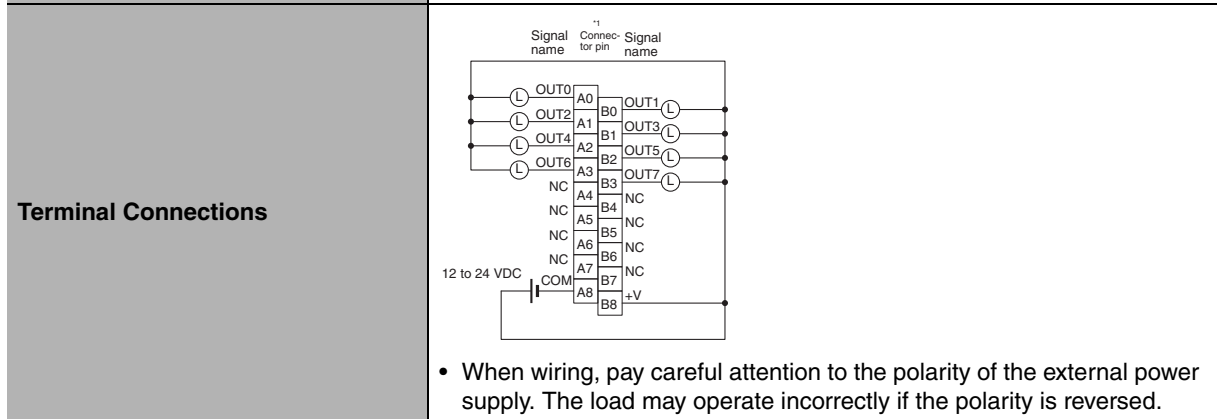 *1
Signal name Connec-tor pin Signal name
OUT0 A0
B0 OUT1
OUT2 A1
B1 OUT3
OUT4 A2
B2 OUT5
OUT6 A3
B3 OUT7
NC A4
B4 NC
NC A5
B5 NC
NC A6
B6 NC
NC A7
B7 NC
12 to 24 VDC COM A8
B8 +V
L L L L L L L L
Terminal Connections
• When wiring, pay careful attention to the polarity of the external power
supply. The load may operate incorrectly if the polarity is reversed.